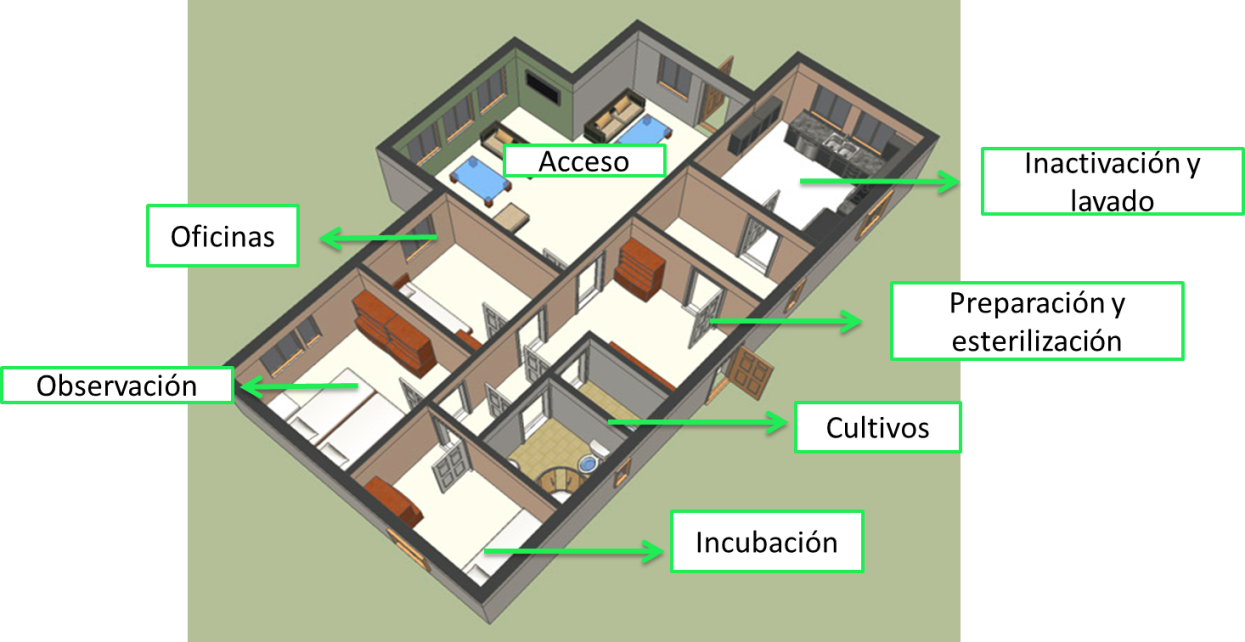 Acceso
Inactivación y
lavado
Oficinas
Preparación y
esterilización
Observación
Cultivos
Incubación